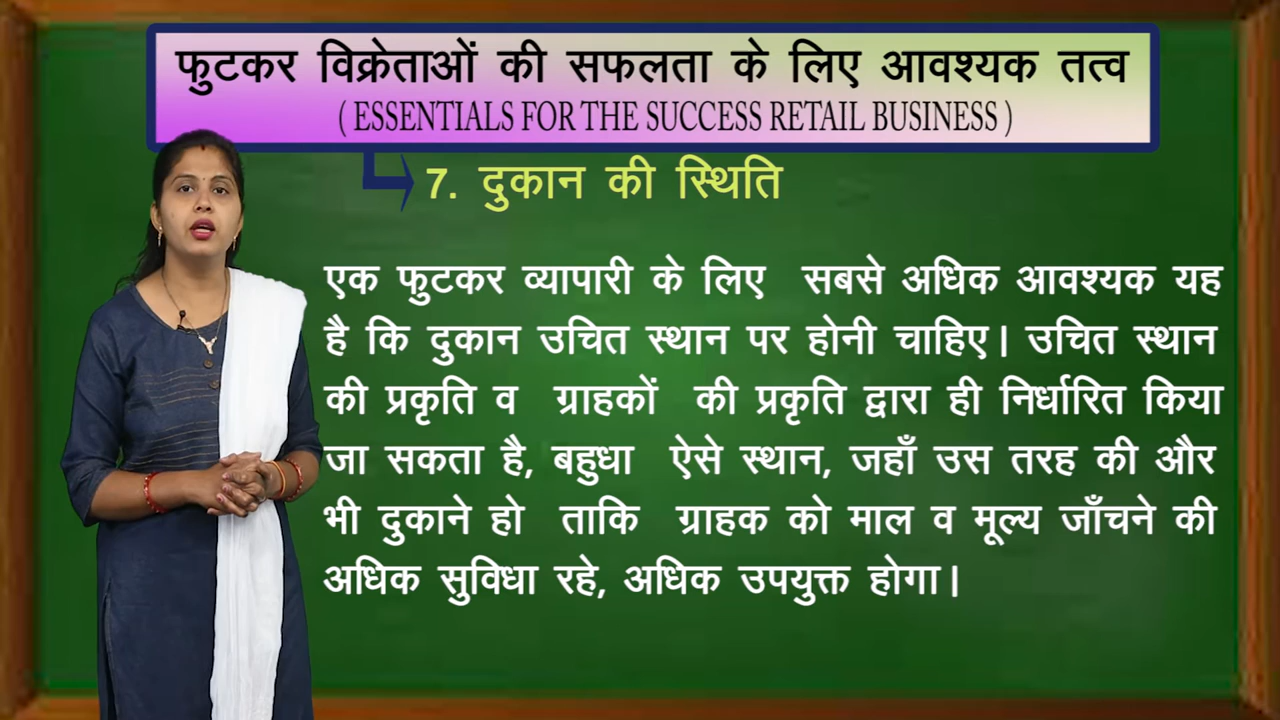 फुटकर विक्रेताओं की सफलता के लिए आवश्यक तत्व
( ESSENTIALS FOR THE SUCCESS RETAIL BUSINESS )
7. दुकान की स्थिति
एक फुटकर व्यापारी के लिए सबसे अधिक आवश्यक यह
है कि दुकान उचित स्थान पर होनी चाहिए। उचित स्थान
की प्रकृति व ग्राहकों की प्रकृति द्वारा ही निर्धारित किया
जा सकता है, बहुधा ऐसे स्थान, जहाँ उस तरह की और
भी दुकाने हो ताकि ग्राहक को माल व मूल्य जाँचने की
अधिक सुविधा रहे, अधिक उपयुक्त होगा।